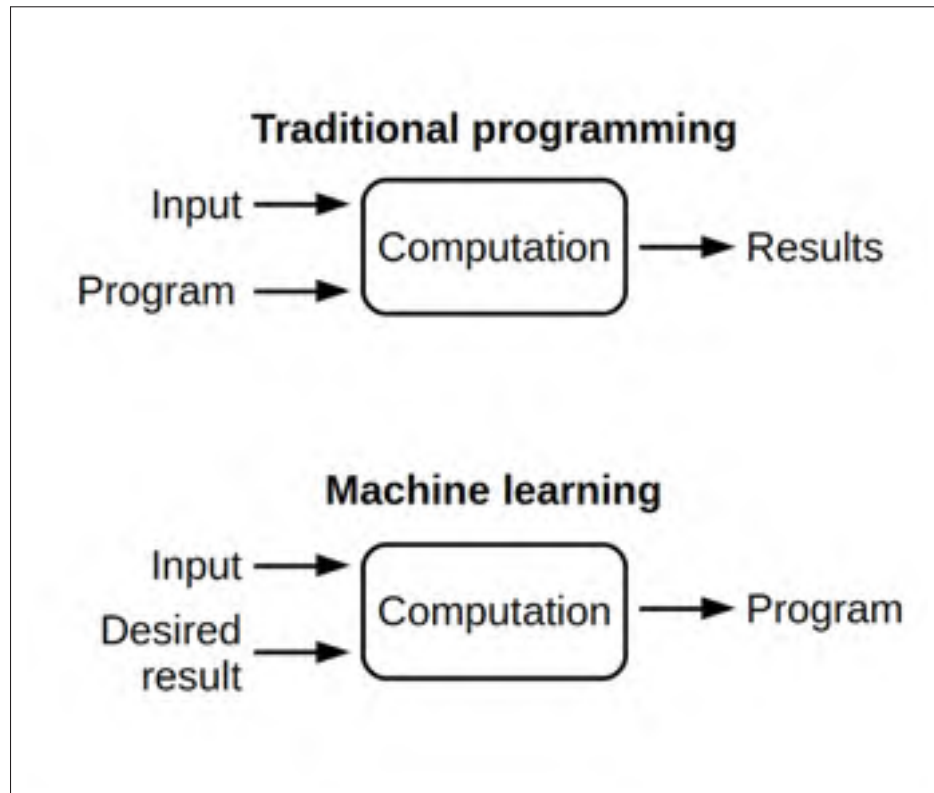 Traditional programming
Input
Computation
Results
Program
Machine learning
Input
Computation
Program
Desired
result